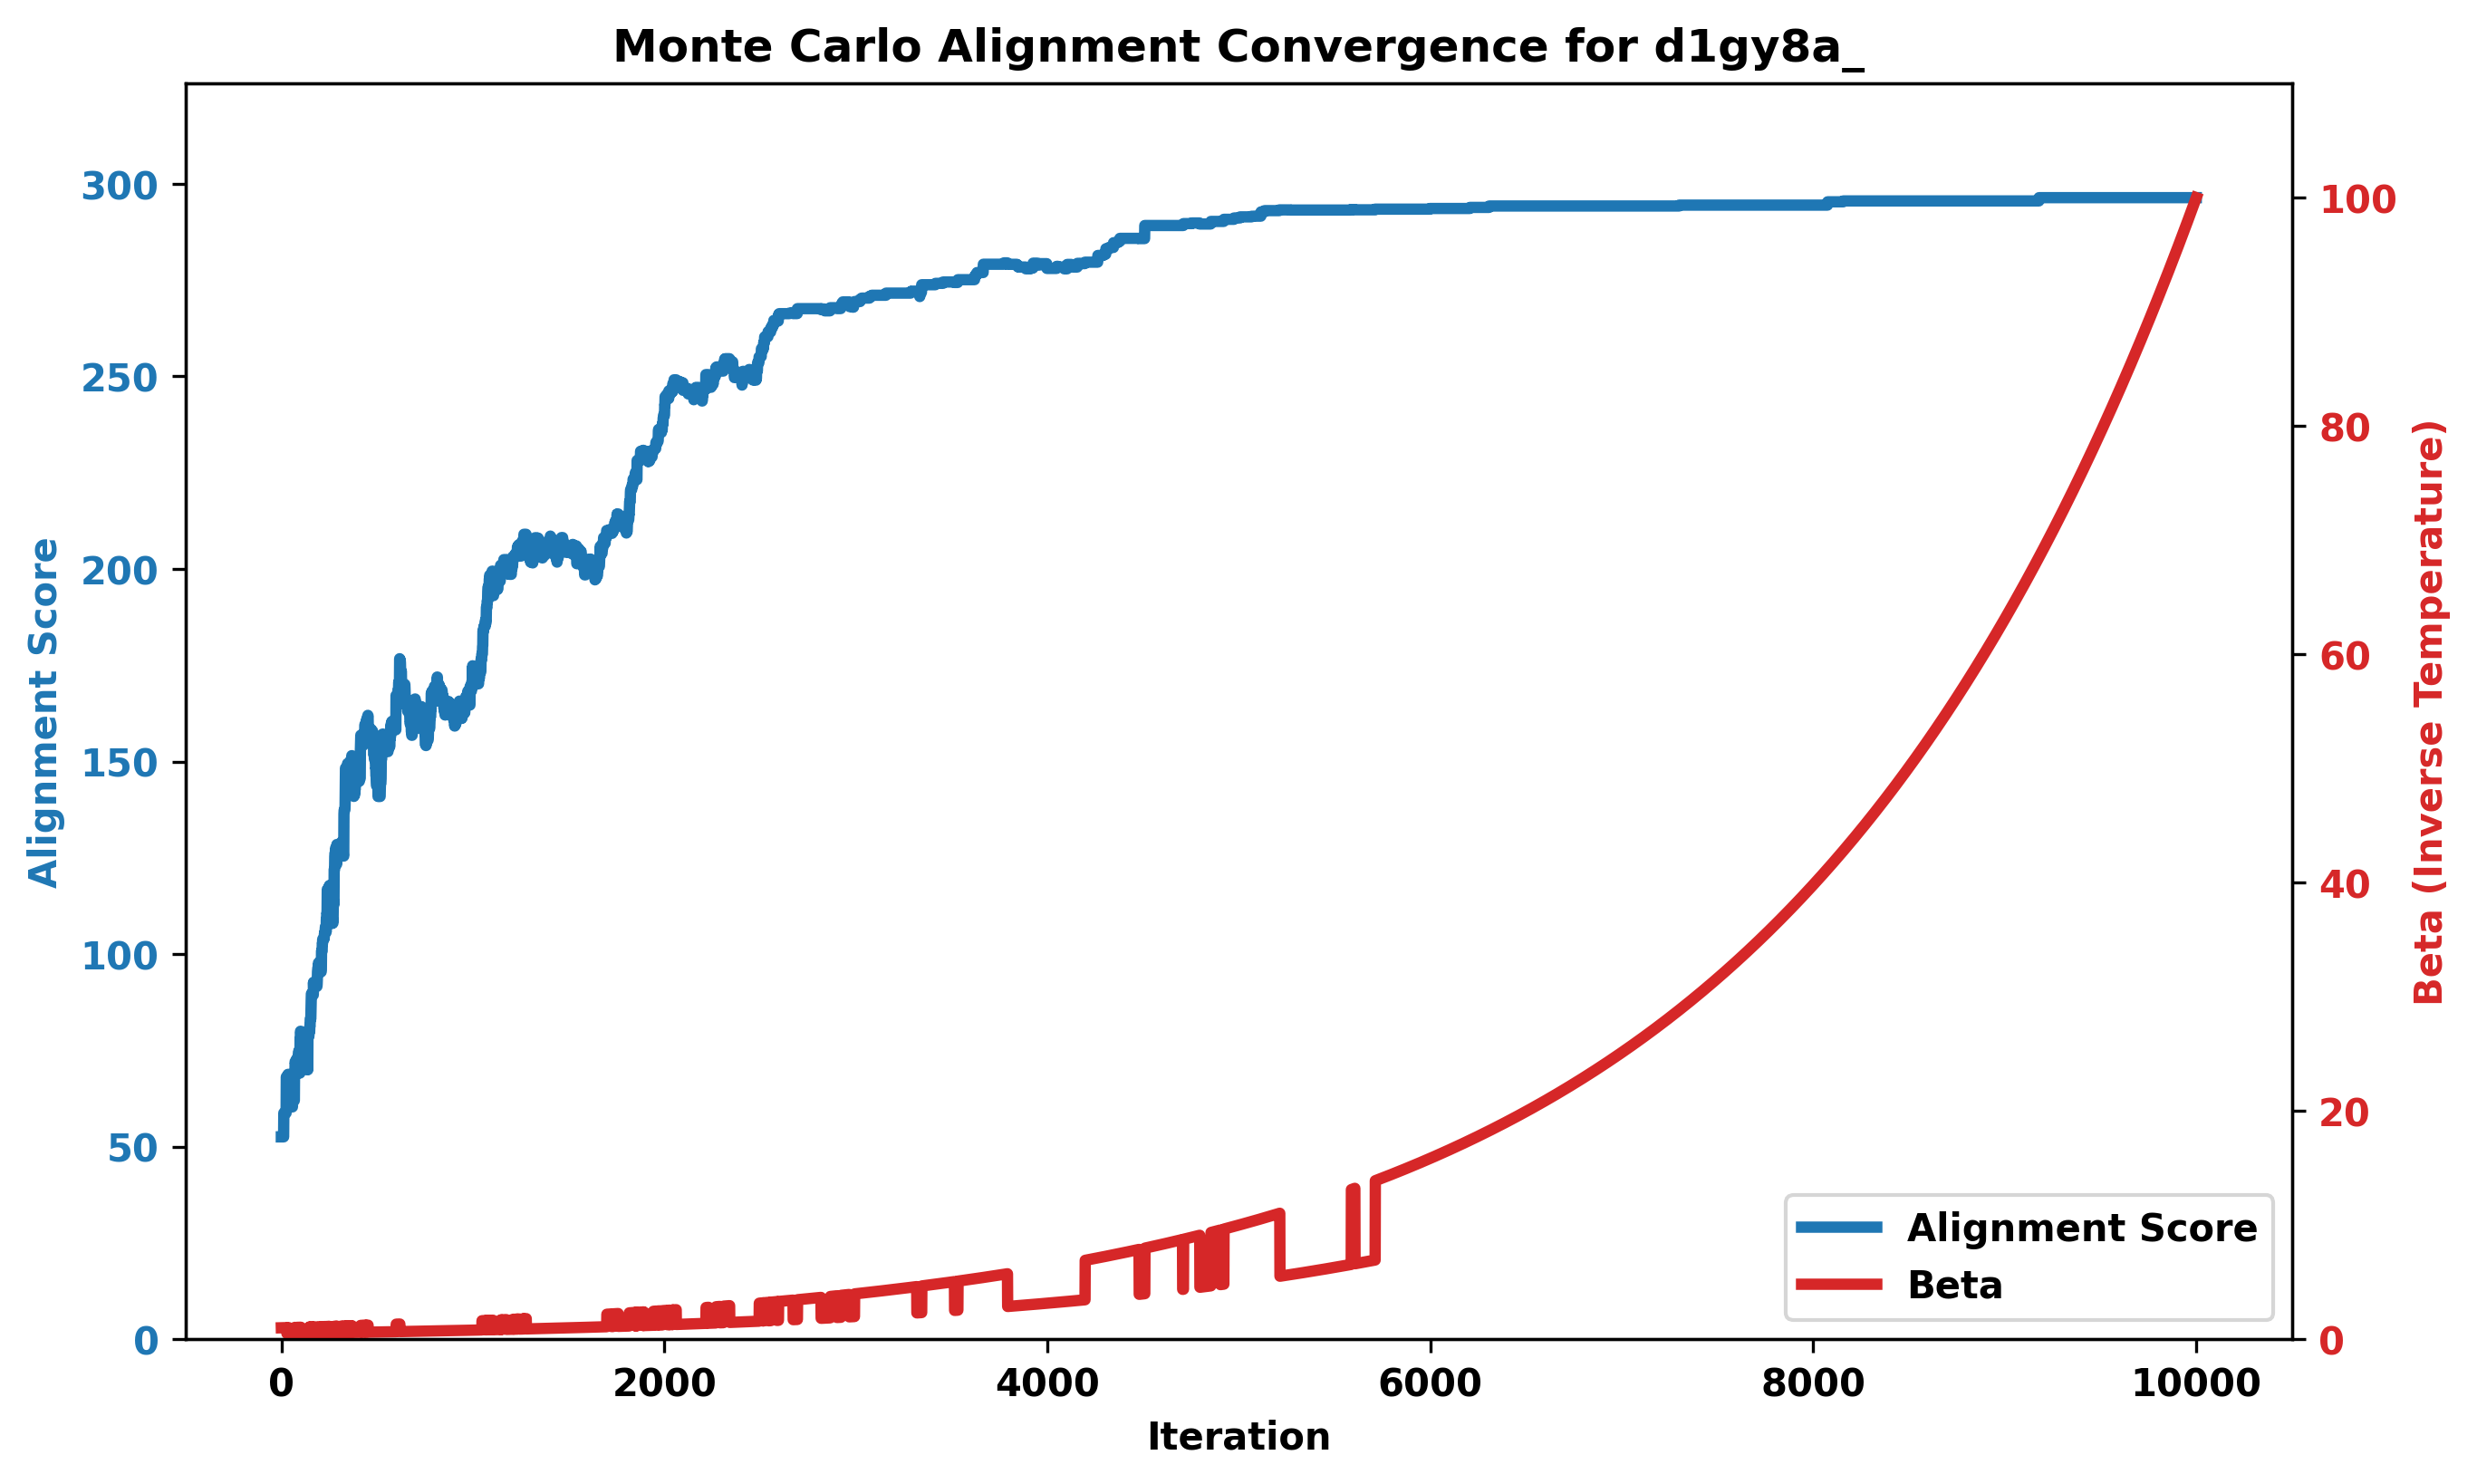 Monte Carlo Alignment Convergence for d1gy8a_
300
250
200
150
100
50
0
Alignment Score
100
80
60
40
20
0
Beta (Inverse Temperature)
Alignment Score
Beta
0 2000 4000 6000 8000 10000
Iteration